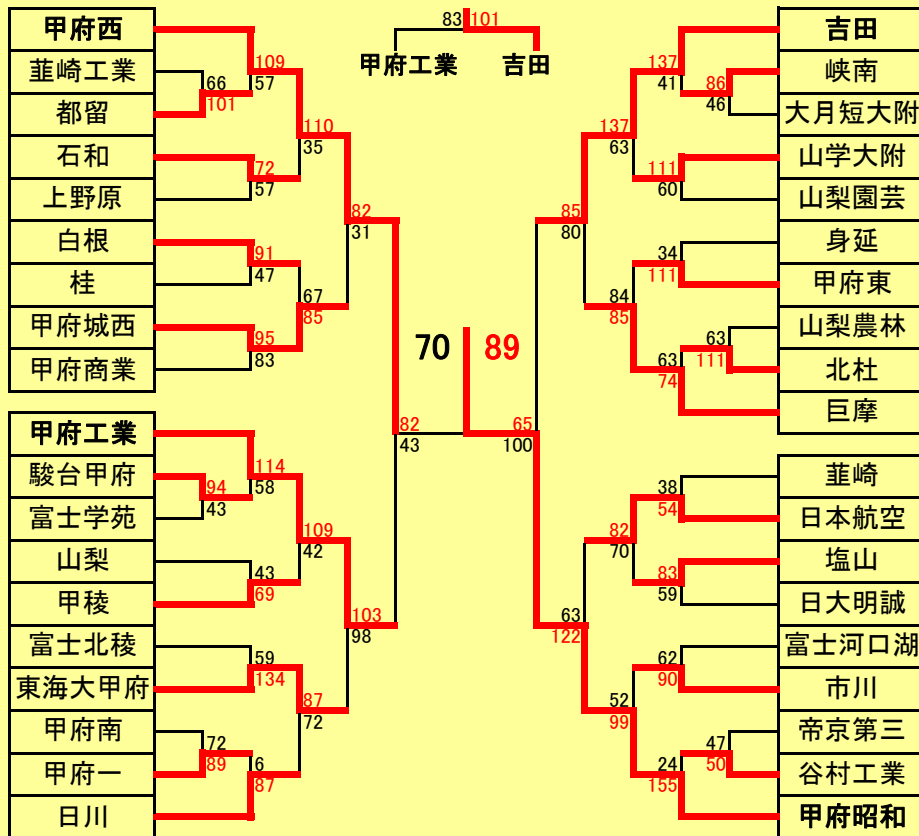 83 101
甲府工業 吉田
甲府西
韮崎工業
都留
石和
上野原
白根
桂
甲府城西
甲府商業
甲府工業
駿台甲府
富士学苑
山梨
甲稜
富士北稜
東海大甲府
甲府南
甲府一
日川
109
57
66
101
110
35
72
57
82
31
91
47
67
85
95
83
82
43
114
58
94
43
109
42
43
69
103
98
59
134
87
72
72
89
6
87
70 89
吉田
峡南
大月短大附
山学大附
山梨園芸
身延
甲府東
山梨農林
北杜
巨摩
韮崎
日本航空
塩山
日大明誠
富士河口湖
市川
帝京第三
谷村工業
甲府昭和
137
41
86
46
137
63
111
60
85
80
34
111
84
85
63
111
63
74
65
100
38
54
82
70
83
59
63
122
62
90
52
99
47
50
24
155